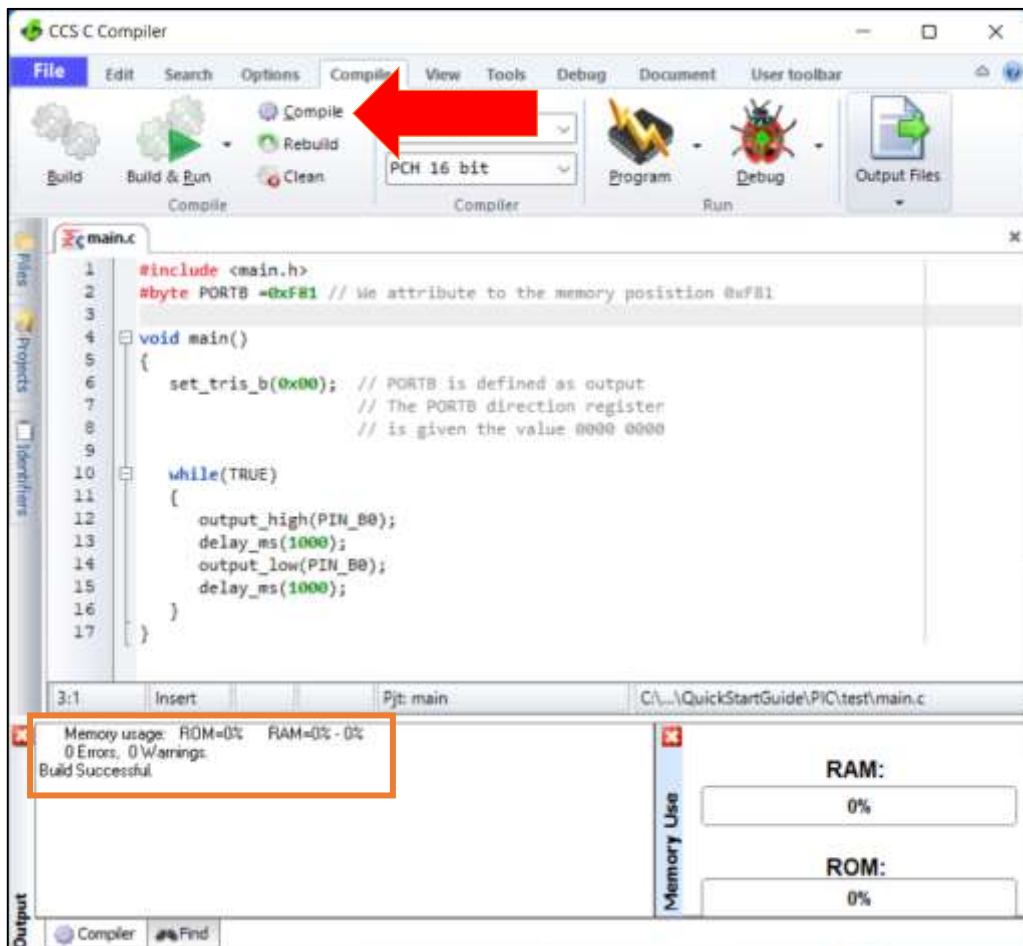 CCS C Compiler
File Edit Search Options Compiler View Tools Debug Document User toolbar
Compile
Rebuild
Clean
PCH 16 bit
Build
Build & Run
Program
Debug
Output Files
Compile
Compiler
Run
main.c
Files
Projects
Identifiers
1 #include <main.h>
2 #byte PORTB =0xF81 // We attribute to the memory posistion 0xF81
3
4 void main()
5 {
6 set_tris_b(0x00); // PORTB is defined as output
7 // The PORTB direction register
8 // is given the value 0000 0000
9
10 while(TRUE)
11 {
12 output_high(PIN_B0);
13 delay_ms(1000);
14 output_low(PIN_B0);
15 delay_ms(1000);
16 }
17 }
3:1 Insert Pjt: main C:\...\QuickStartGuide\PIC\test\main.c
Memory usage: ROM=0% RAM=0% - 0%
0 Errors, 0 Warnings.
Build Successful.
Output
Memory Use
RAM:
0%
ROM:
0%
Compiler Find